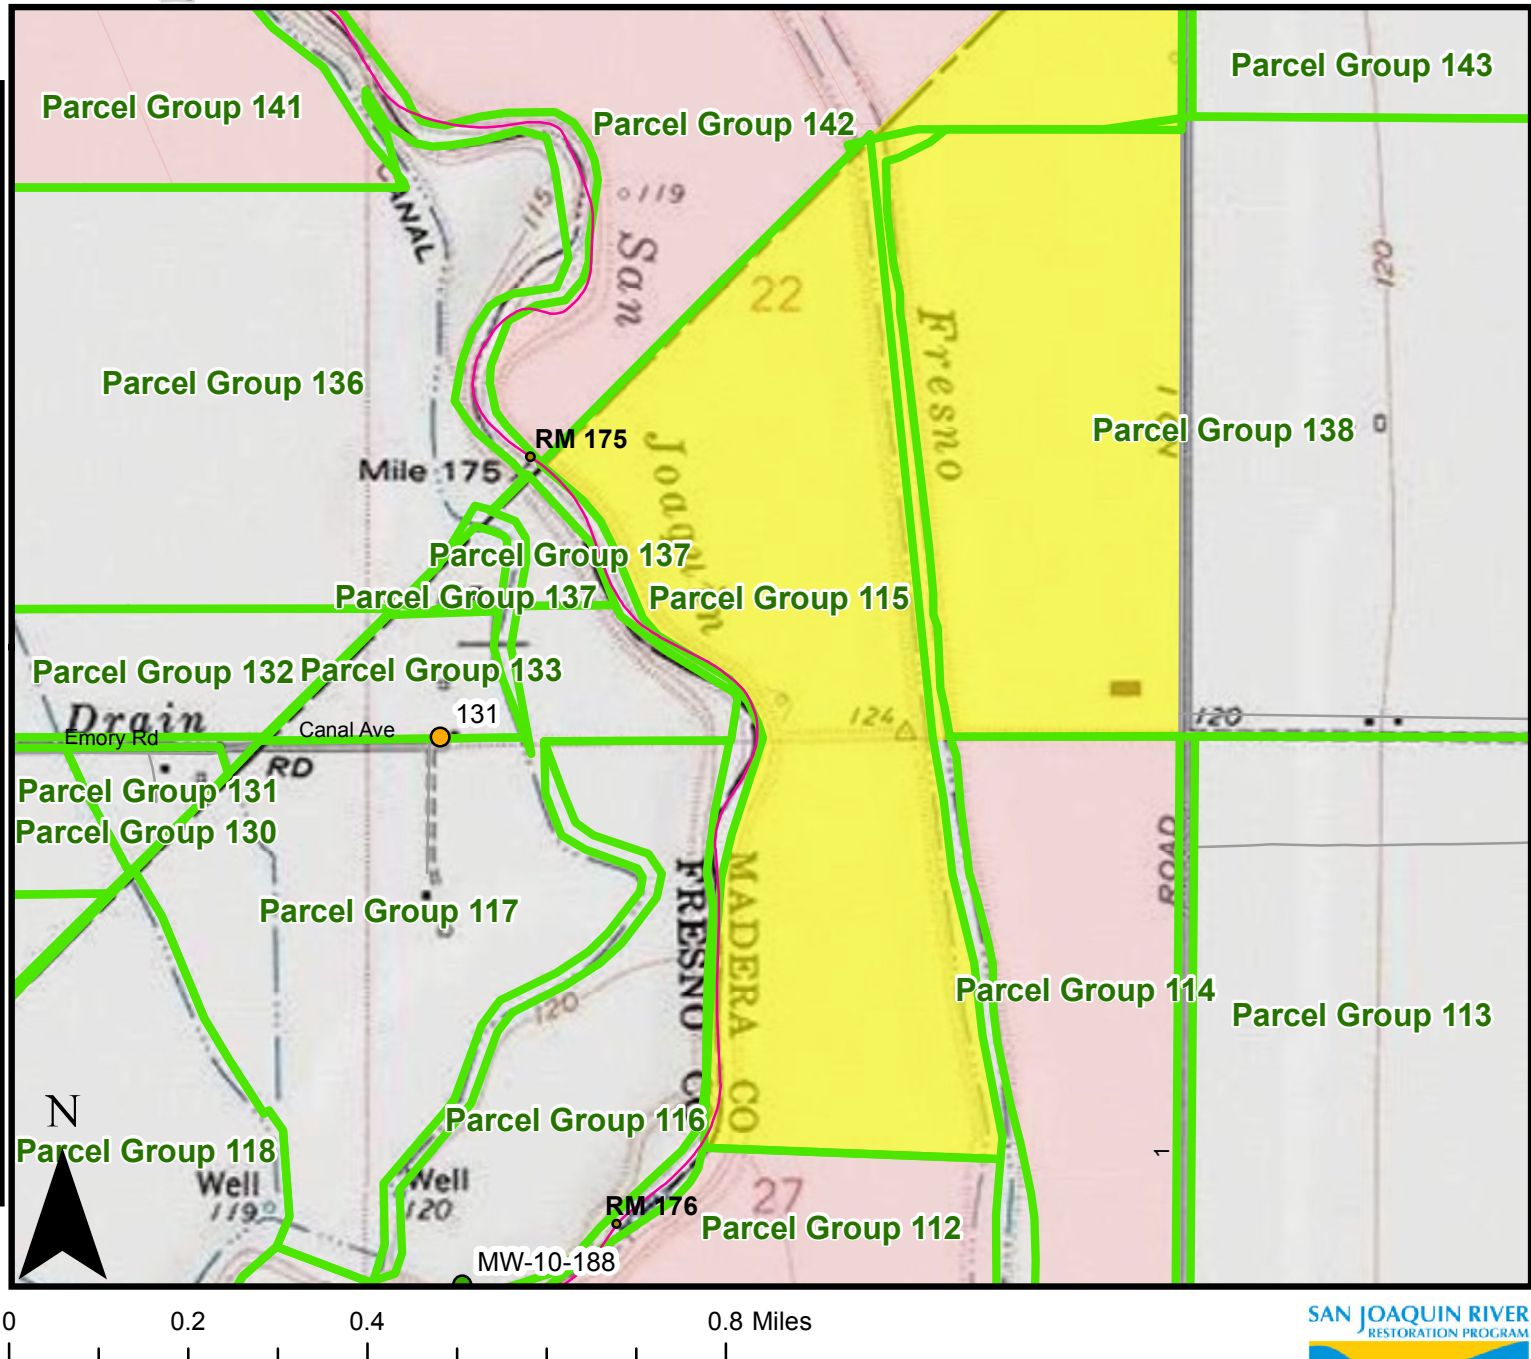 Parcel Group 143
Parcel Group 141
Parcel Group 142
CANAL
115
119
San
22
120
Fresno
Parcel Group 136
Parcel Group 138
RM 175
Mile 175
Joaquin
Parcel Group 137
Parcel Group 137
Parcel Group 115
Parcel Group 132
Parcel Group 133
Drain
131
Canal Ave
Emory Rd
RD
124
120
Parcel Group 131
Parcel Group 130
ROAD
MADERA CO
FRESNO CO
Parcel Group 117
120
Parcel Group 114
Parcel Group 113
N
Parcel Group 116
Parcel Group 118
1
Well
119
Well
120
27
RM 176
Parcel Group 112
MW-10-188
0
0.2
0.4
0.8 Miles
SAN JOAQUIN RIVER
RESTORATION PROGRAM